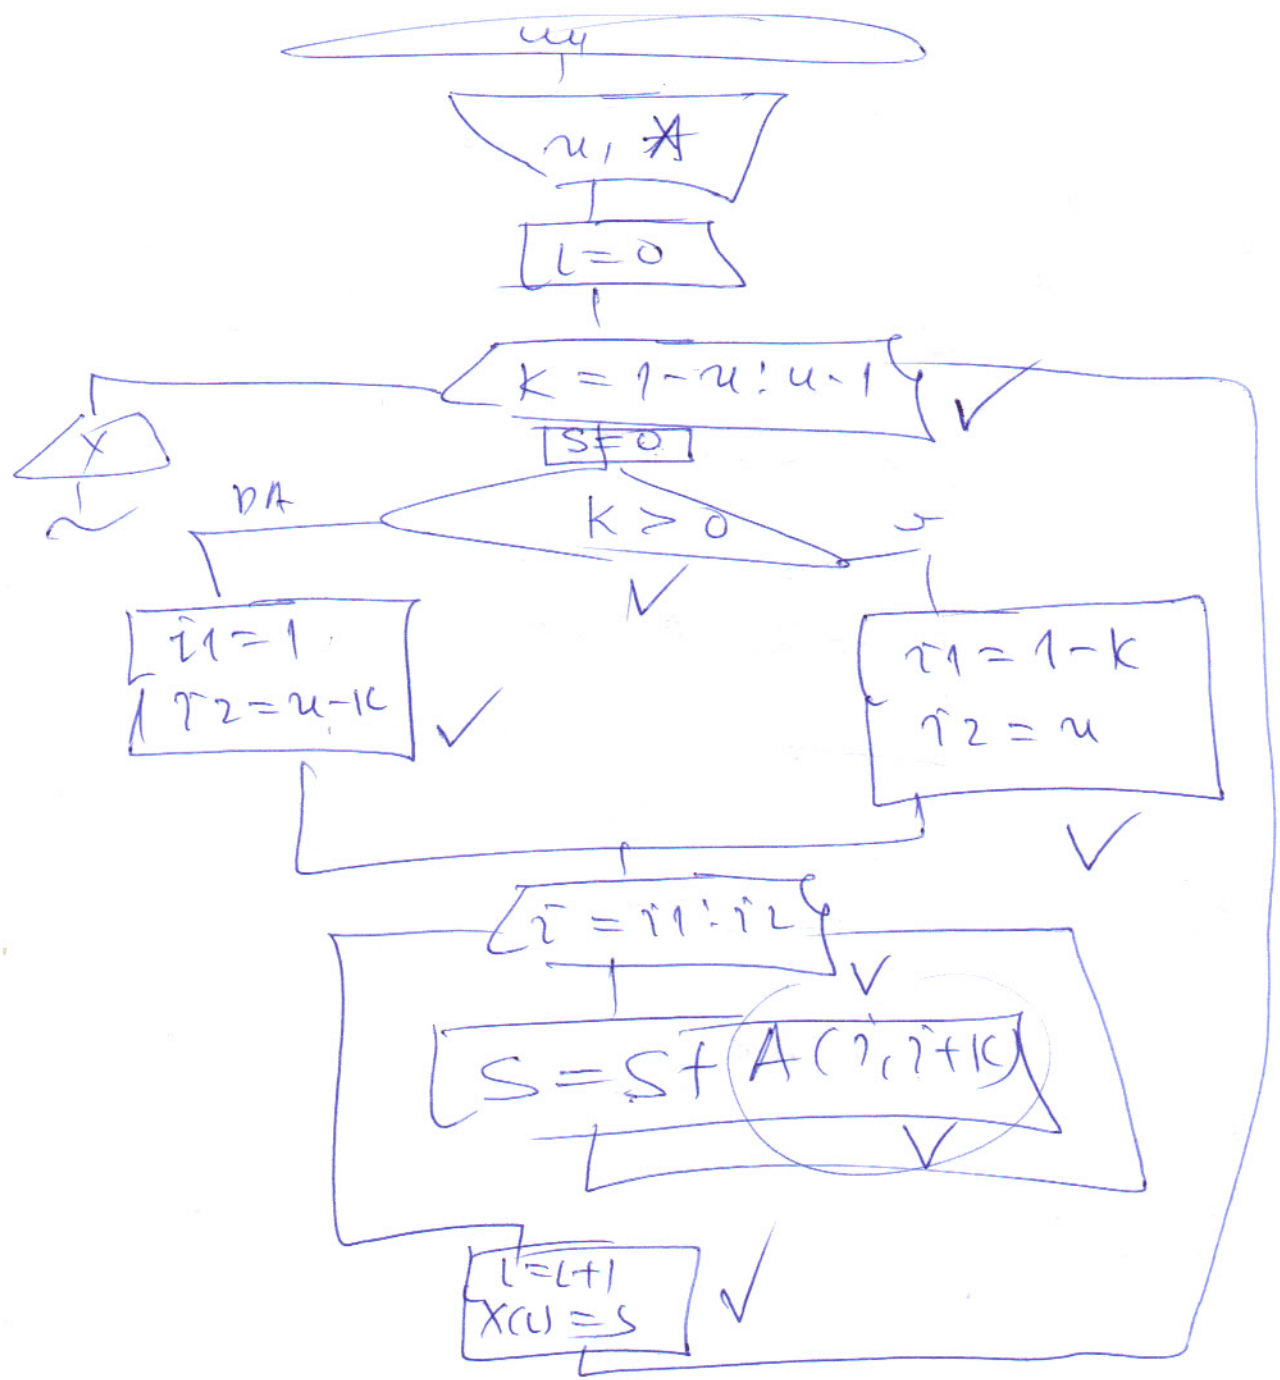 n, A
l = 0
K = 1-n : n-1
S = 0
K > 0
DA
X
i1 = 1
i2 = n-K
i1 = 1-K
i2 = n
i = i1 : i2
S = S + A(i, i+K)
l = l+1
X(l) = S